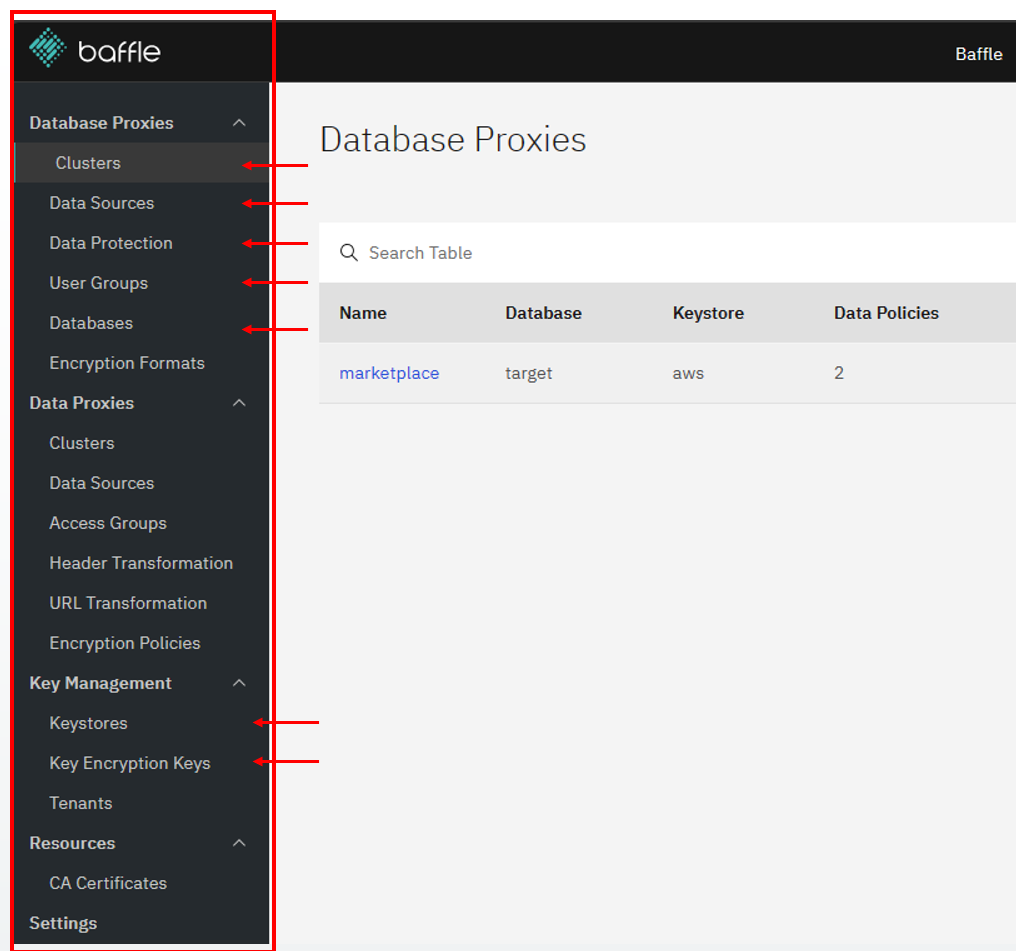 baffle
Baffle
Database Proxies
Clusters
Data Sources
Data Protection
User Groups
Databases
Encryption Formats
Data Proxies
Clusters
Data Sources
Access Groups
Header Transformation
URL Transformation
Encryption Policies
Key Management
Keystores
Key Encryption Keys
Tenants
Resources
CA Certificates
Settings
Database Proxies
Search Table
Name Database Keystore Data Policies
marketplace target aws 2